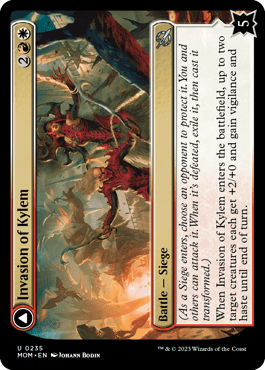 Invasion of Kylem
2
Battle — Siege
5
(As a Siege enters, choose an opponent to protect it. You and
others can attack it. When it's defeated, exile it, then cast it
transformed.)
When Invasion of Kylem enters the battlefield, up to two
target creatures each get +2/+0 and gain vigilance and
haste until end of turn.
U 0235
MOM • EN Johann Bodin
™ & © 2023 Wizards of the Coast